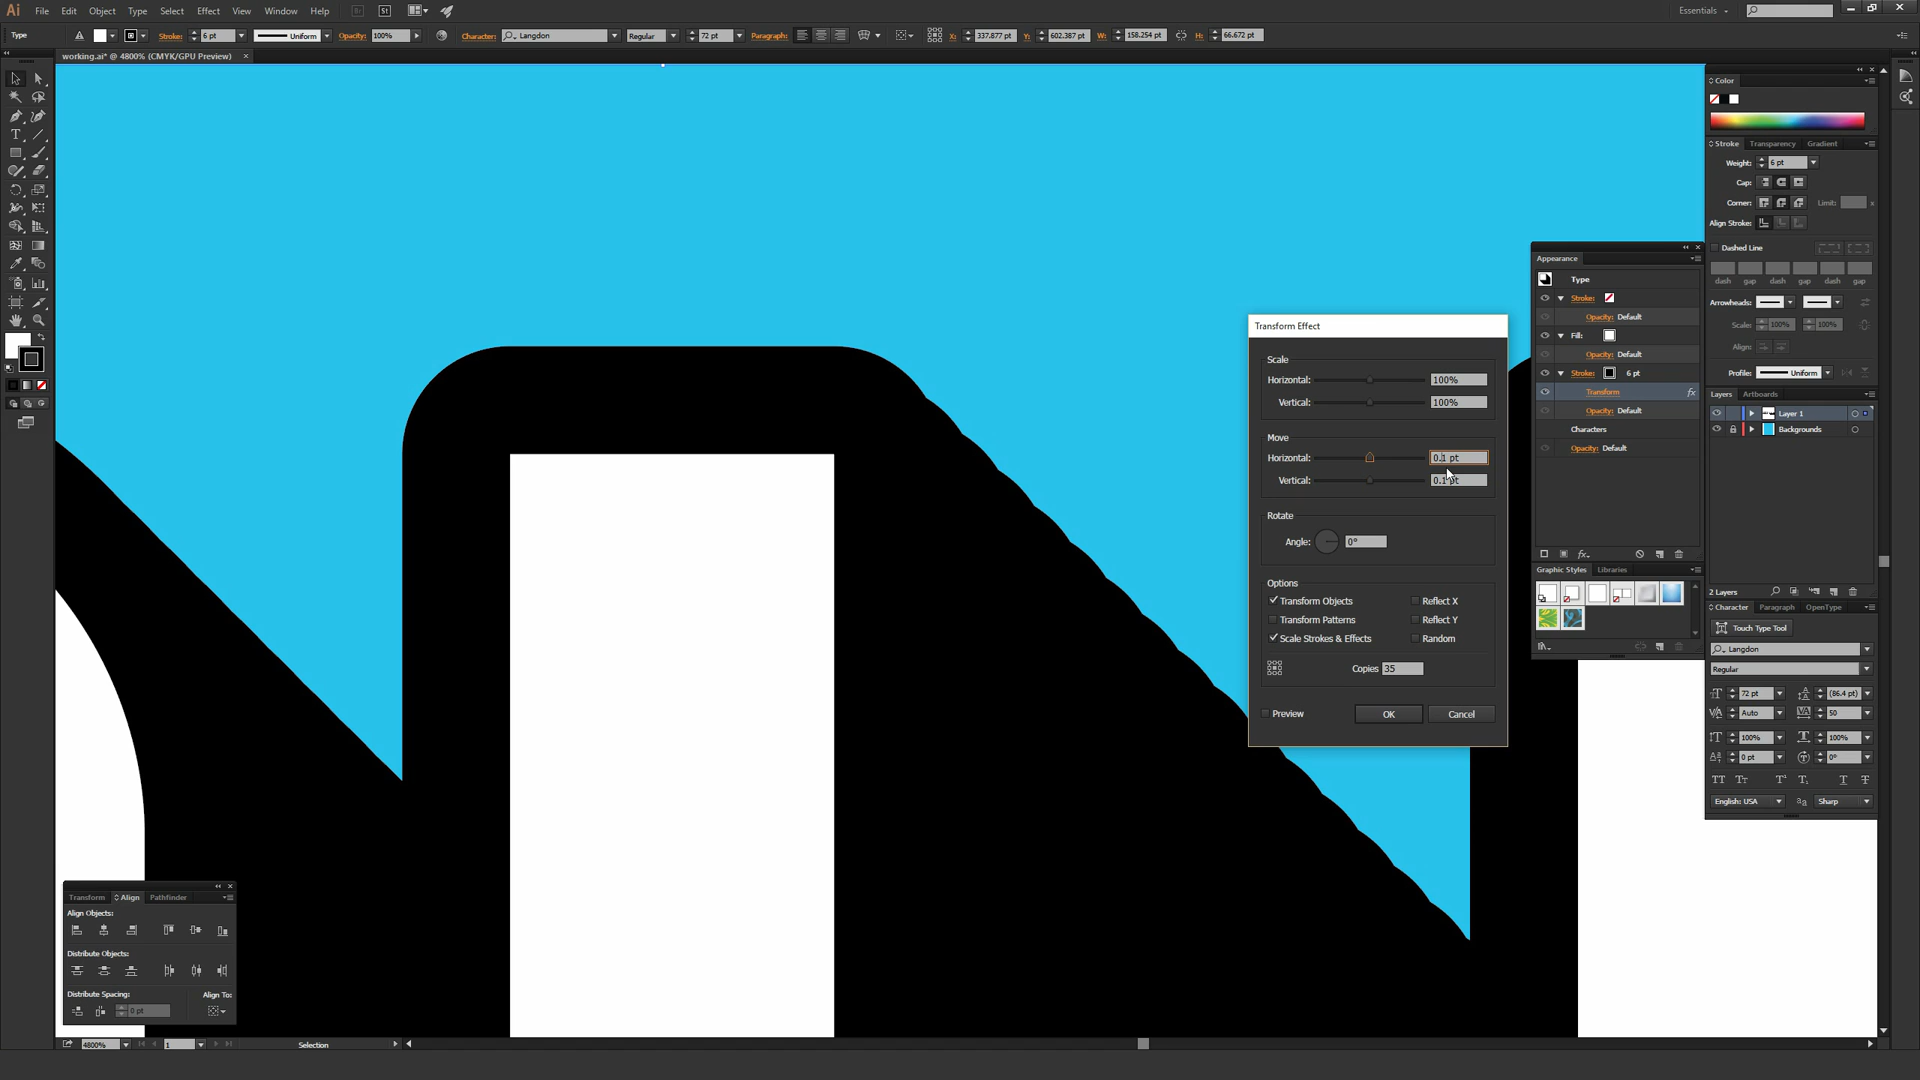 Ai File Edit Object Type Select Effect View Window Help Br St Essentials
Type Stroke: 6 pt Uniform Opacity: 100% Character: Langdon Regular 72 pt Paragraph: X: 337.877 pt Y: 602.387 pt W: 158.254 pt H: 66.672 pt
working.ai* @ 4800% (CMYK/GPU Preview) ×
Color
Stroke Transparency Gradient
Weight: 6 pt
Cap:
Corner: Limit: x
Align Stroke:
Dashed Line
dash gap dash gap dash gap
Arrowheads:
Scale: 100% 100%
Align:
Profile: Uniform
Layers Artboards
Layer 1
Backgrounds
2 Layers
Character Paragraph OpenType
Touch Type Tool
Langdon
Regular
72 pt (86.4 pt)
Auto 50
100% 100%
0 pt 0°
English: USA Sharp
Appearance
Type
Stroke:
Opacity: Default
Fill:
Opacity: Default
Stroke: 6 pt
Transform fx
Opacity: Default
Characters
Opacity: Default
fx
Graphic Styles Libraries
Transform Effect
Scale
Horizontal: 100%
Vertical: 100%
Move
Horizontal: 0.1 pt
Vertical: 0.1 pt
Rotate
Angle: 0°
Options
Transform Objects Reflect X
Transform Patterns Reflect Y
Scale Strokes & Effects Random
Copies 35
Preview OK Cancel
Transform Align Pathfinder
Align Objects:
Distribute Objects:
Distribute Spacing: Align To:
0 pt
4800% 1 Selection